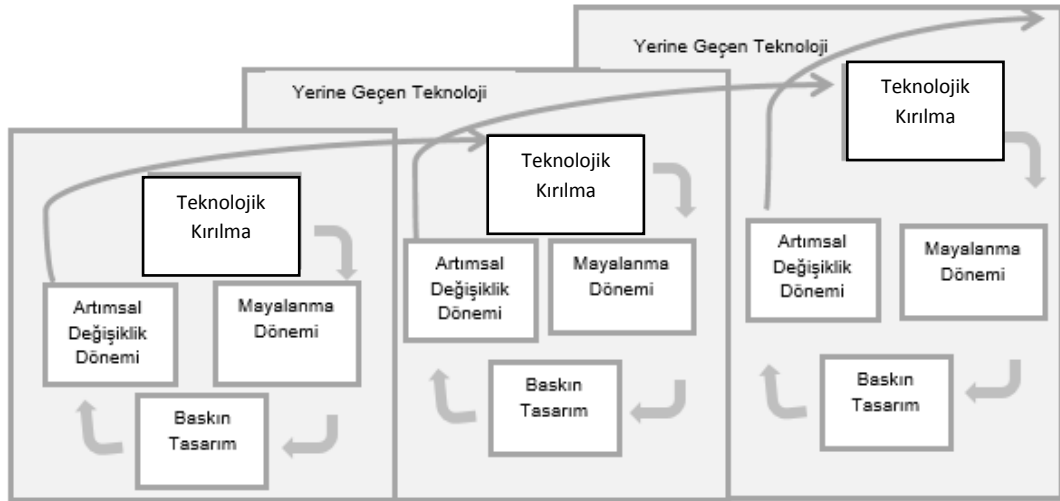 Yerine Geçen Teknoloji
Yerine Geçen Teknoloji
Teknolojik
Kırılma
Artımsal
Değişiklik
Dönemi
Mayalanma
Dönemi
Baskın
Tasarım
Teknolojik
Kırılma
Artımsal
Değişiklik
Dönemi
Mayalanma
Dönemi
Baskın
Tasarım
Teknolojik
Kırılma
Artımsal
Değişiklik
Dönemi
Mayalanma
Dönemi
Baskın
Tasarım